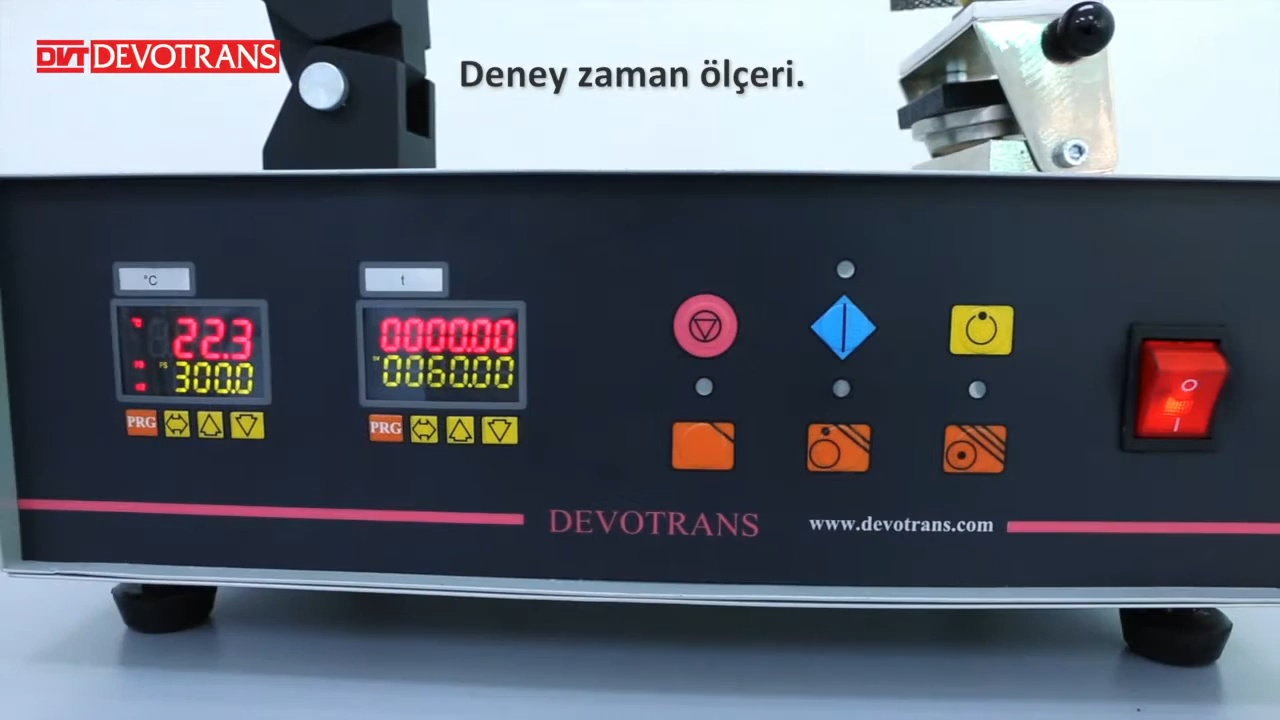 DVT DEVOTRANS
Deney zaman ölçeri.
°C
t
°C
22.3
PS 300.0
0000.00
0060.00
PRG
PRG
DEVOTRANS
www.devotrans.com